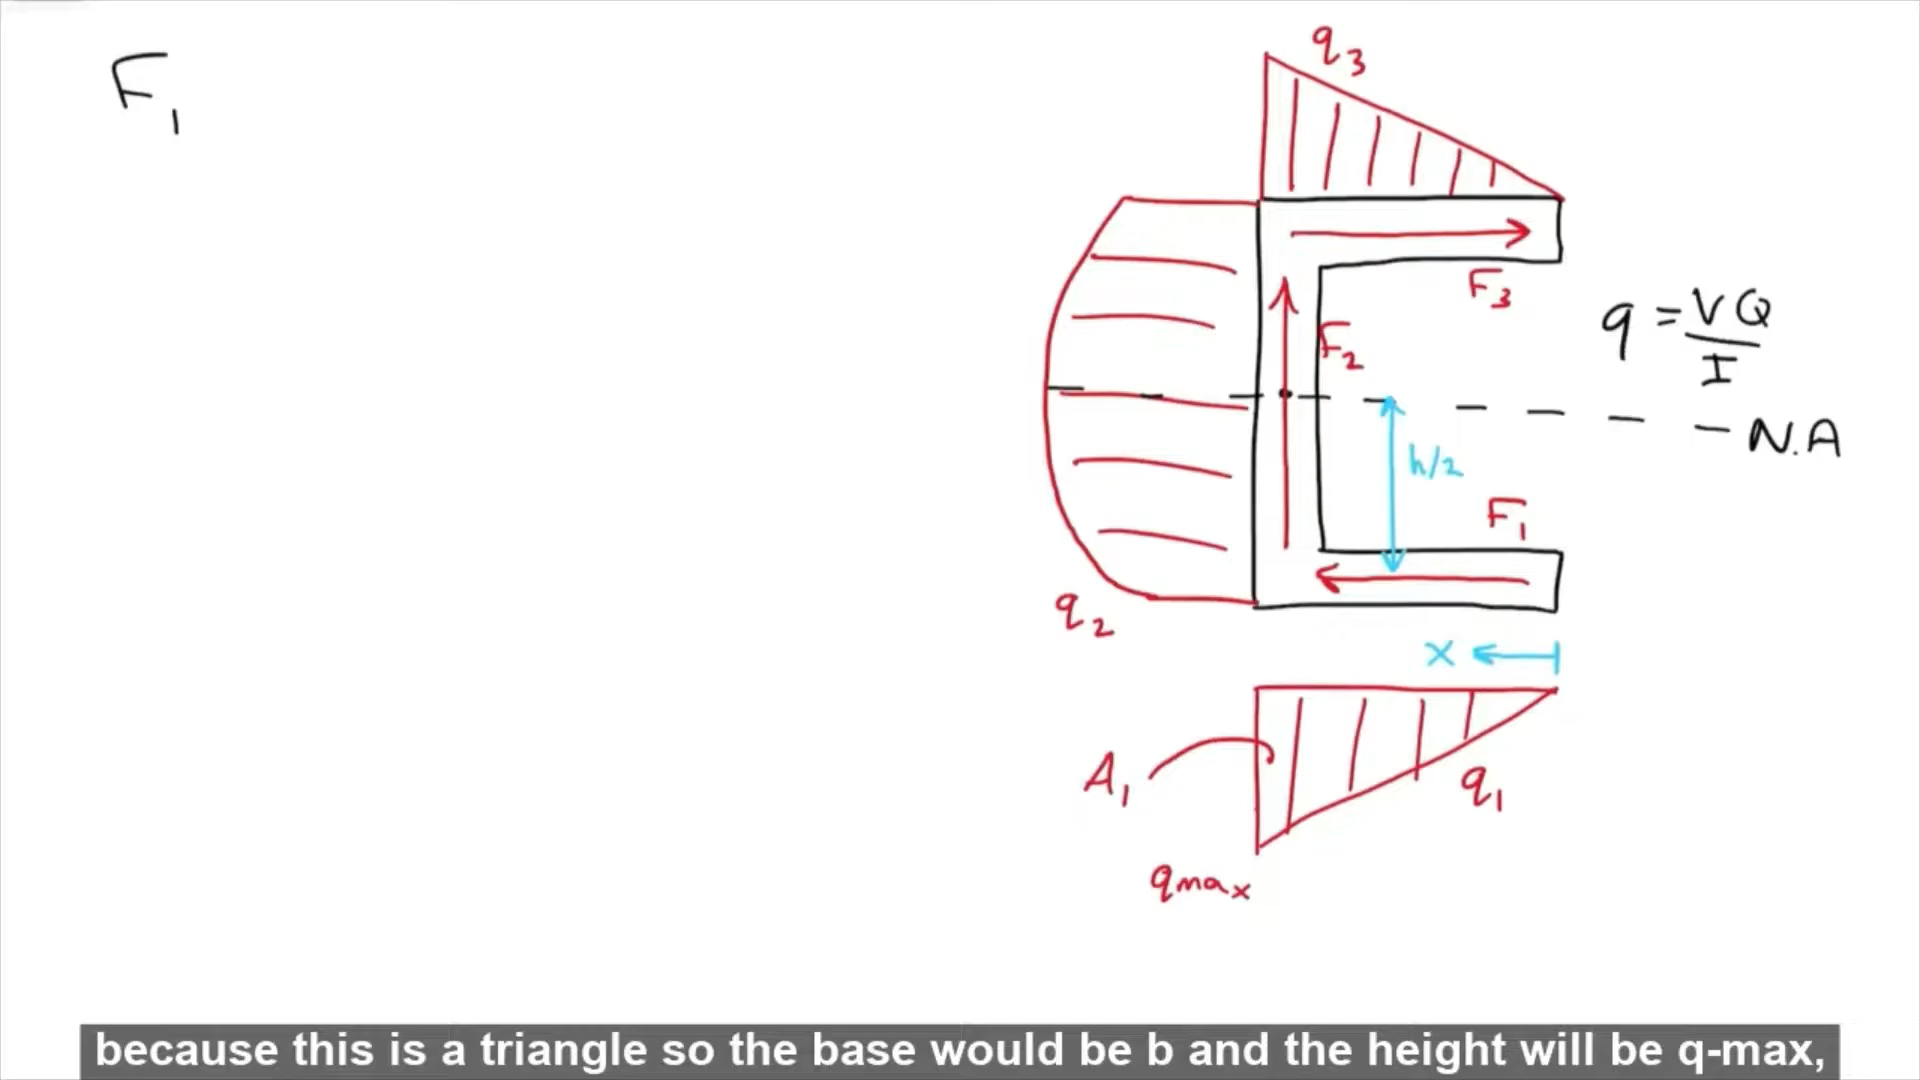 F₁
q₃
F₃
q = VQ/I
F₂
N.A
h/2
F₁
q₂
x
A₁
q₁
qmax
because this is a triangle so the base would be b and the height will be q-max,